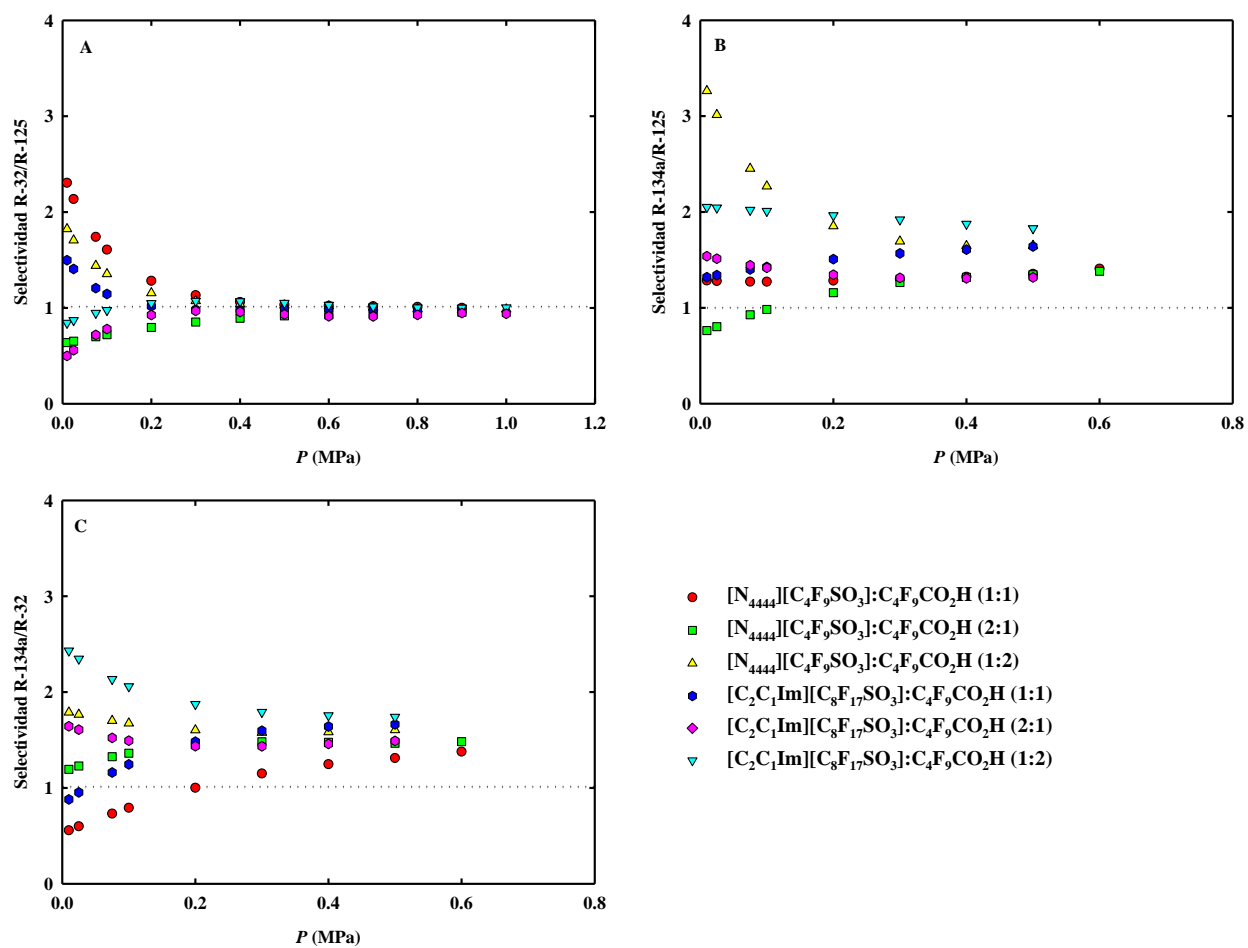 A
Selectividad R-32/R-125
4
3
2
1
0
0.0 0.2 0.4 0.6 0.8 1.0 1.2
P (MPa)
B
Selectividad R-134a/R-125
4
3
2
1
0
0.0 0.2 0.4 0.6 0.8
P (MPa)
C
Selectividad R-134a/R-32
4
3
2
1
0
0.0 0.2 0.4 0.6 0.8
P (MPa)
[N₄₄₄₄][C₄F₉SO₃]:C₄F₉CO₂H (1:1)
[N₄₄₄₄][C₄F₉SO₃]:C₄F₉CO₂H (2:1)
[N₄₄₄₄][C₄F₉SO₃]:C₄F₉CO₂H (1:2)
[C₂C₁Im][C₈F₁₇SO₃]:C₄F₉CO₂H (1:1)
[C₂C₁Im][C₈F₁₇SO₃]:C₄F₉CO₂H (2:1)
[C₂C₁Im][C₈F₁₇SO₃]:C₄F₉CO₂H (1:2)